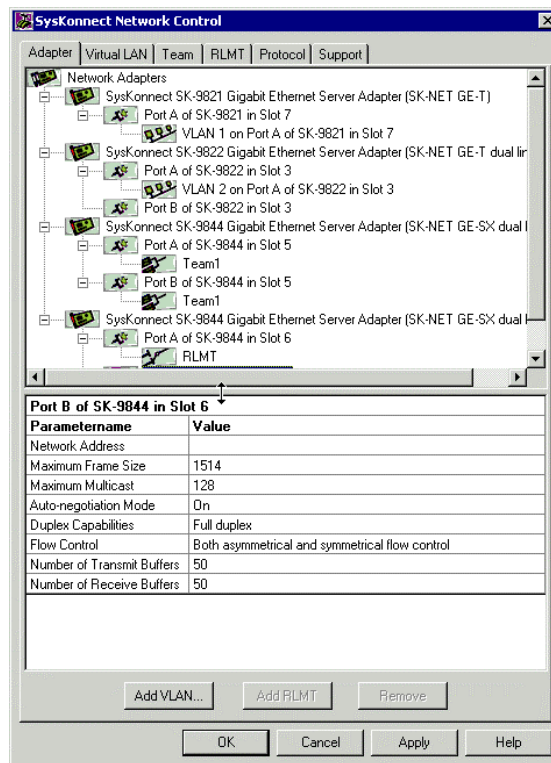 SysKonnect Network Control
Adapter Virtual LAN Team RLMT Protocol Support
Network Adapters
SysKonnect SK-9821 Gigabit Ethernet Server Adapter (SK-NET GE-T)
Port A of SK-9821 in Slot 7
VLAN 1 on Port A of SK-9821 in Slot 7
SysKonnect SK-9822 Gigabit Ethernet Server Adapter (SK-NET GE-T dual lin
Port A of SK-9822 in Slot 3
VLAN 2 on Port A of SK-9822 in Slot 3
Port B of SK-9822 in Slot 3
SysKonnect SK-9844 Gigabit Ethernet Server Adapter (SK-NET GE-SX dual l
Port A of SK-9844 in Slot 5
Team1
Port B of SK-9844 in Slot 5
Team1
SysKonnect SK-9844 Gigabit Ethernet Server Adapter (SK-NET GE-SX dual l
Port A of SK-9844 in Slot 6
RLMT
Port B of SK-9844 in Slot 6
Parametername Value
Network Address
Maximum Frame Size 1514
Maximum Multicast 128
Auto-negotiation Mode On
Duplex Capabilities Full duplex
Flow Control Both asymmetrical and symmetrical flow control
Number of Transmit Buffers 50
Number of Receive Buffers 50
Add VLAN... Add RLMT Remove
OK Cancel Apply Help